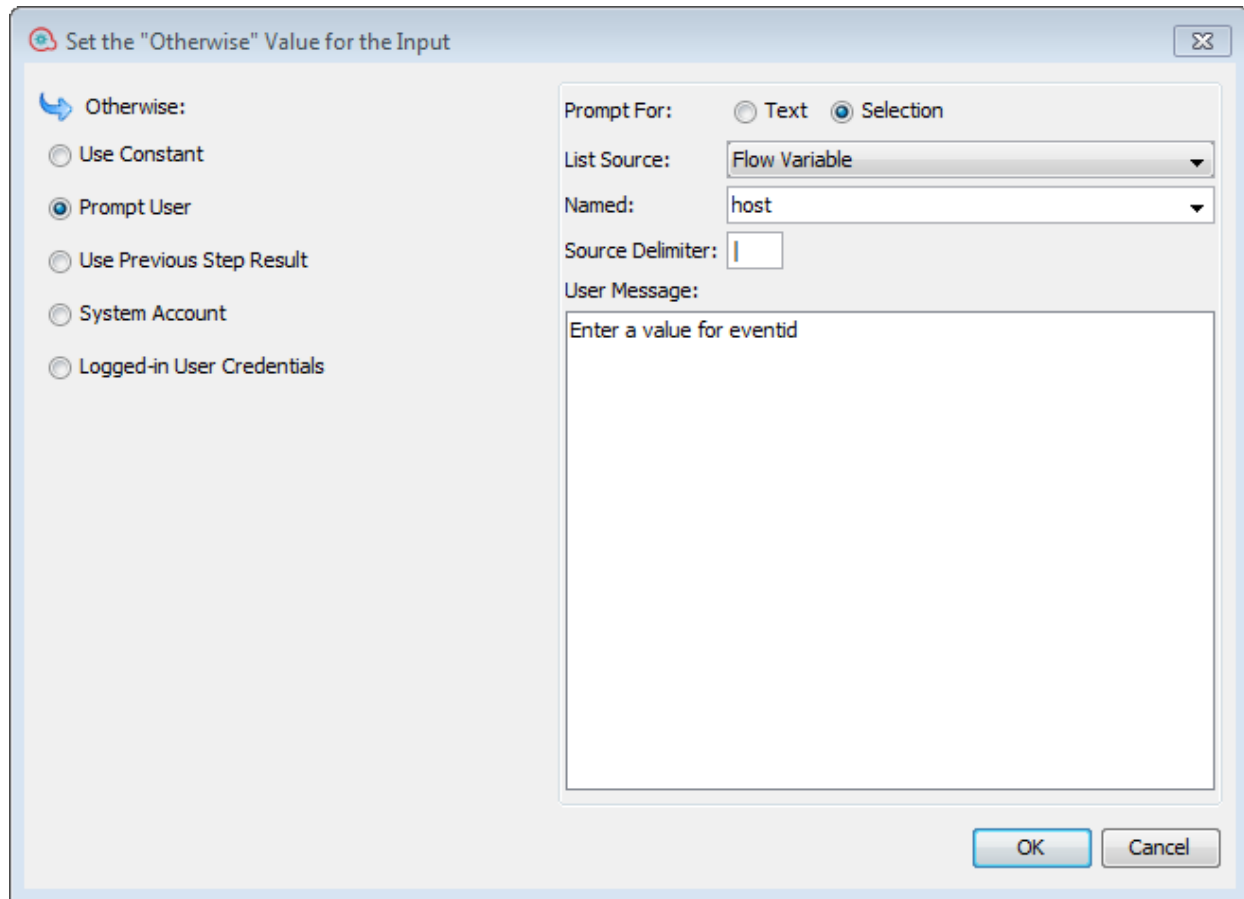 Set the "Otherwise" Value for the Input
Otherwise:
Use Constant
Prompt User
Use Previous Step Result
System Account
Logged-in User Credentials
Prompt For: Text Selection
List Source: Flow Variable
Named: host
Source Delimiter: |
User Message:
Enter a value for eventid
OK Cancel